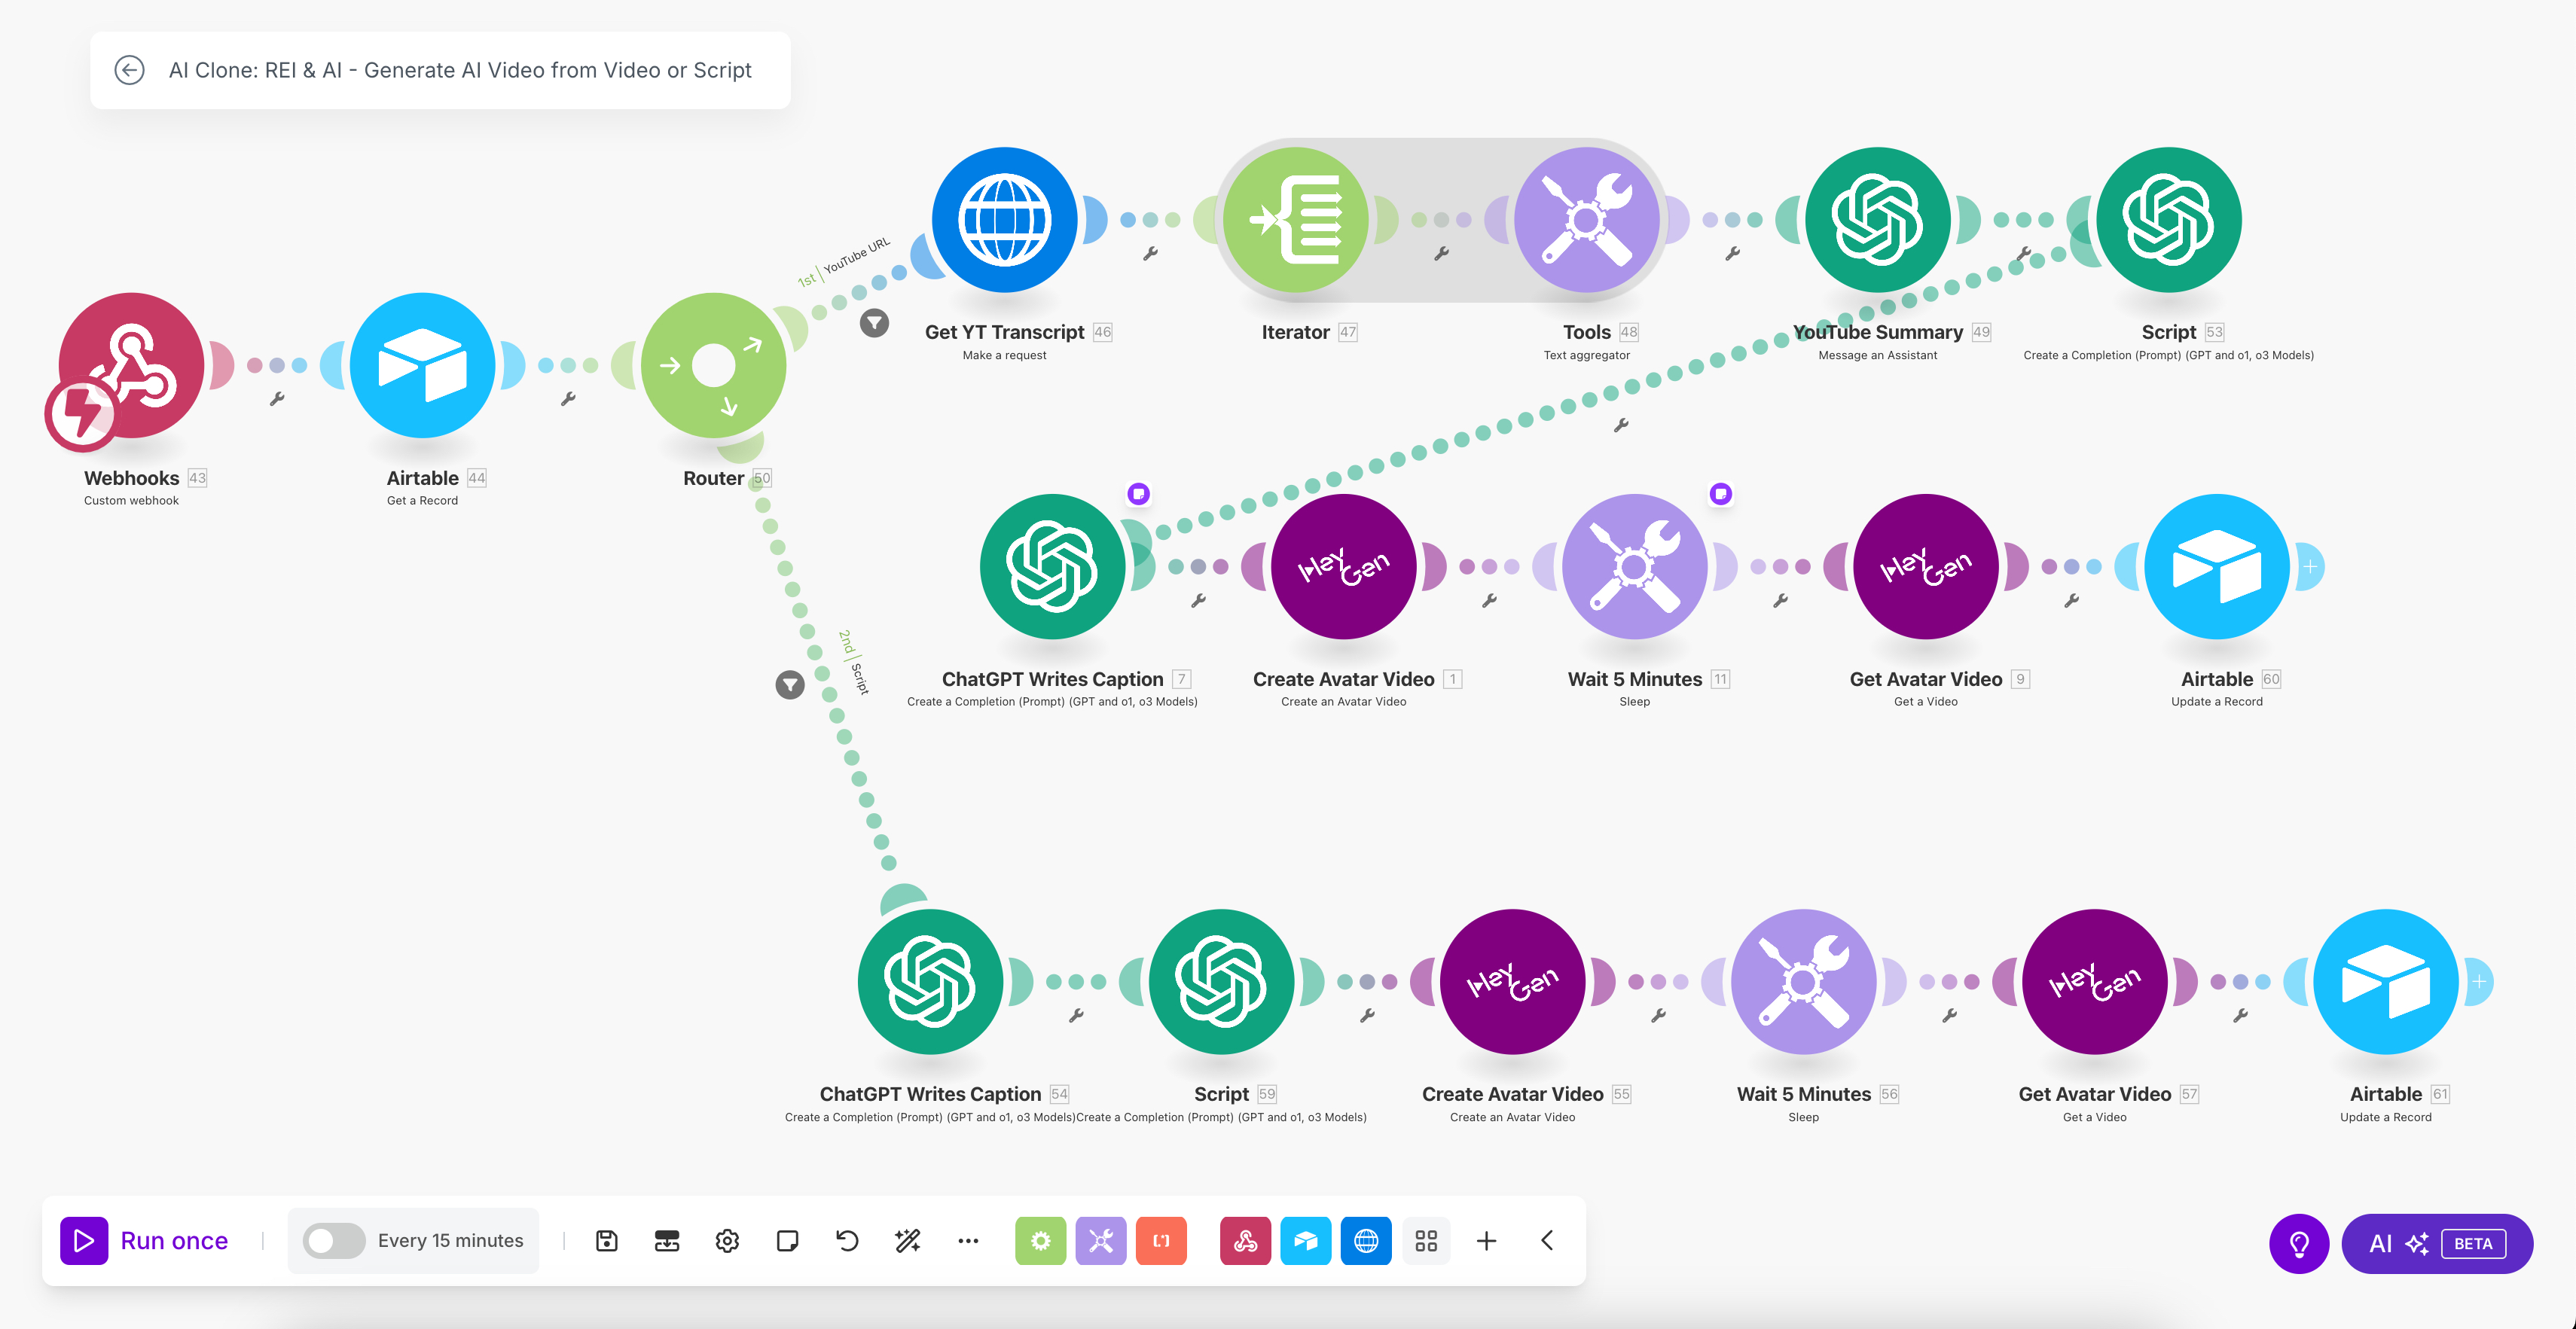 AI Clone: REI & AI - Generate AI Video from Video or Script
1st | YouTube URL
Get YT Transcript 46
Make a request
Iterator 47
Tools 48
Text aggregator
YouTube Summary 49
Message an Assistant
Script 53
Create a Completion (Prompt) (GPT and o1, o3 Models)
Webhooks 43
Custom webhook
Airtable 44
Get a Record
Router 50
2nd | Script
HeyGen
HeyGen
ChatGPT Writes Caption 7
Create a Completion (Prompt) (GPT and o1, o3 Models)
Create Avatar Video 1
Create an Avatar Video
Wait 5 Minutes 11
Sleep
Get Avatar Video 9
Get a Video
Airtable 60
Update a Record
HeyGen
HeyGen
ChatGPT Writes Caption 54
Create a Completion (Prompt) (GPT and o1, o3 Models)
Script 59
Create a Completion (Prompt) (GPT and o1, o3 Models)
Create Avatar Video 55
Create an Avatar Video
Wait 5 Minutes 56
Sleep
Get Avatar Video 57
Get a Video
Airtable 61
Update a Record
Run once
Every 15 minutes
AI BETA